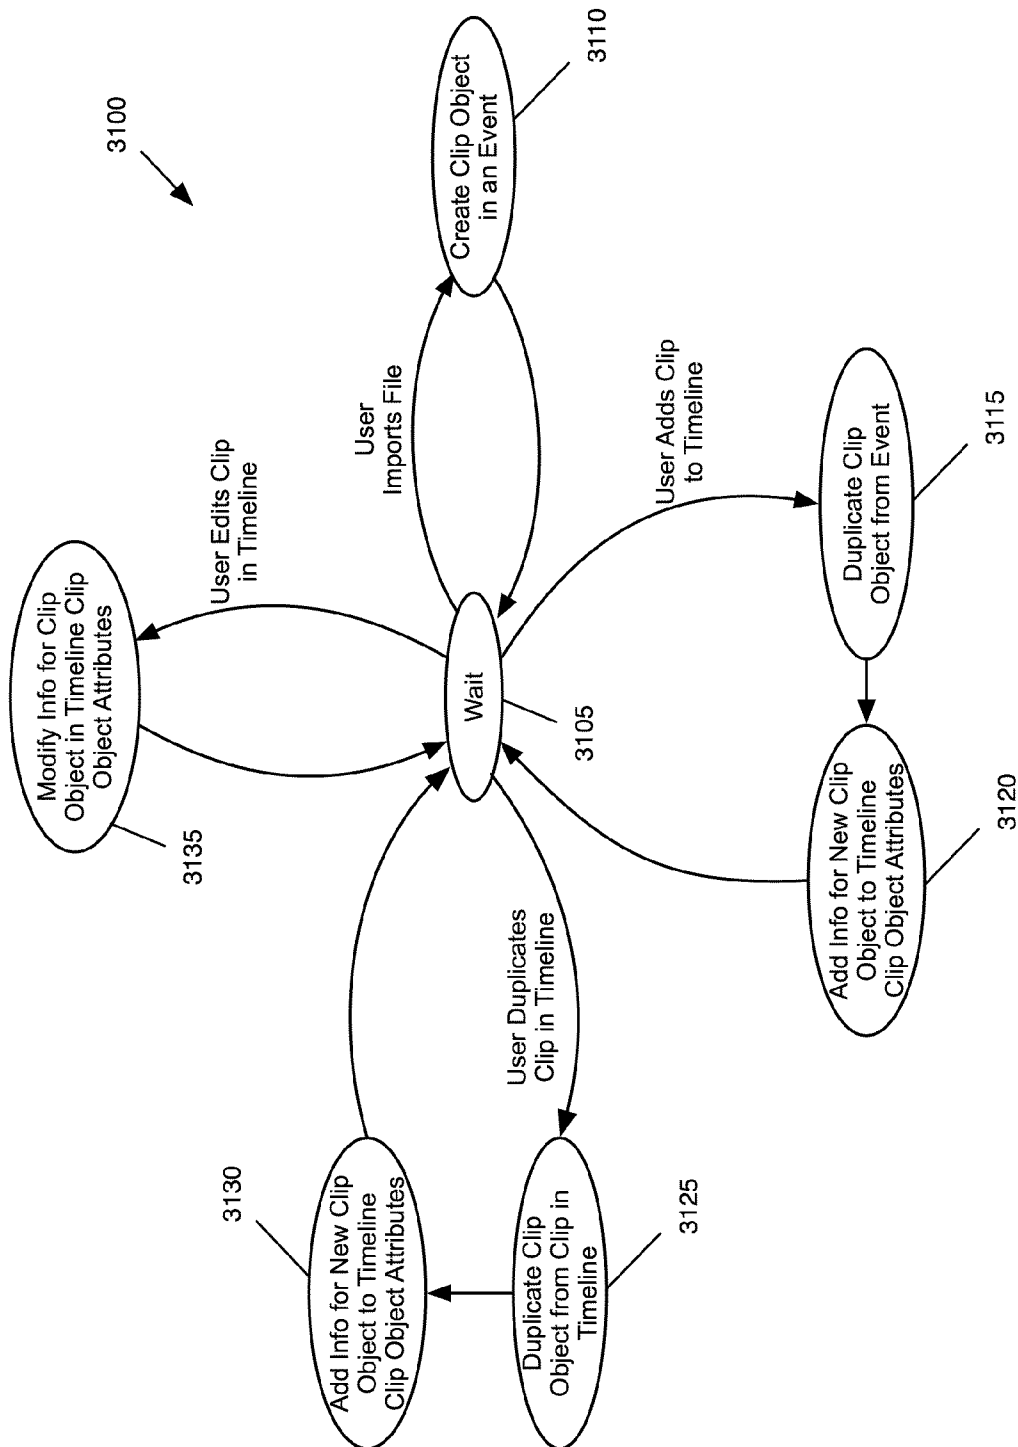 3100
Create Clip Object
in an Event
3110
User
Imports File
User Edits Clip
in Timeline
Modify Info for Clip
Object in Timeline Clip
Object Attributes
3135
Wait
3105
User Adds Clip
to Timeline
Duplicate Clip
Object from Event
3115
Add Info for New Clip
Object to Timeline
Clip Object Attributes
3120
User Duplicates
Clip in Timeline
Add Info for New Clip
Object to Timeline
Clip Object Attributes
3130
Duplicate Clip
Object from Clip in
Timeline
3125